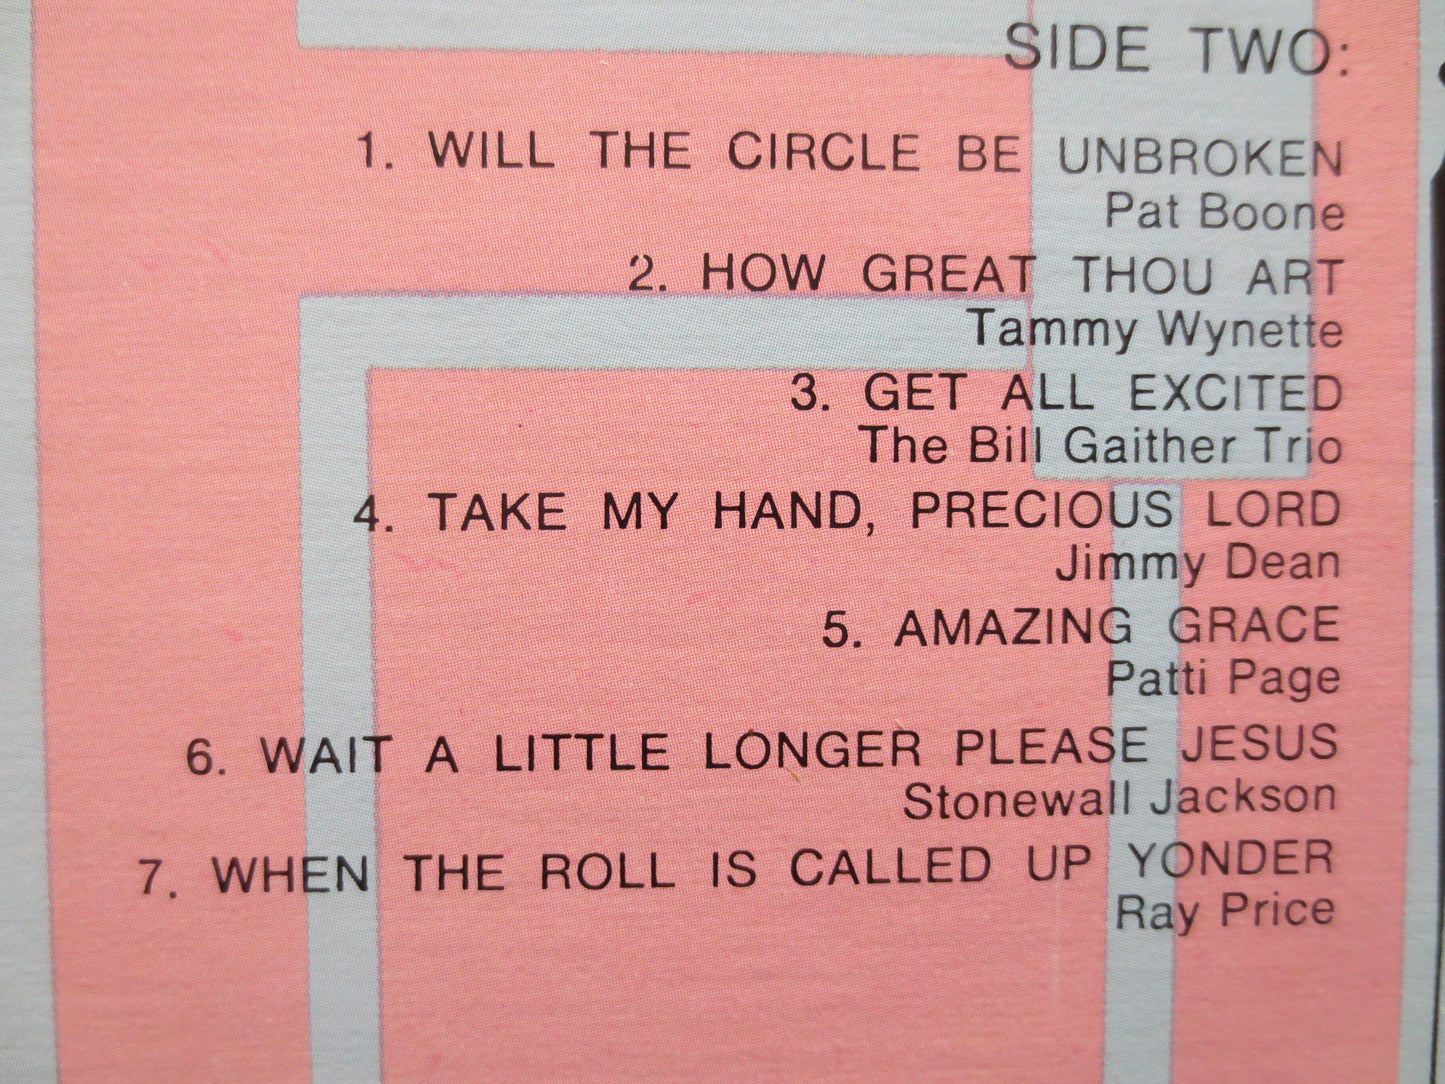 SIDE TWO:
1. WILL THE CIRCLE BE UNBROKEN
Pat Boone
2. HOW GREAT THOU ART
Tammy Wynette
3. GET ALL EXCITED
The Bill Gaither Trio
4. TAKE MY HAND, PRECIOUS LORD
Jimmy Dean
5. AMAZING GRACE
Patti Page
6. WAIT A LITTLE LONGER PLEASE JESUS
Stonewall Jackson
7. WHEN THE ROLL IS CALLED UP YONDER
Ray Price